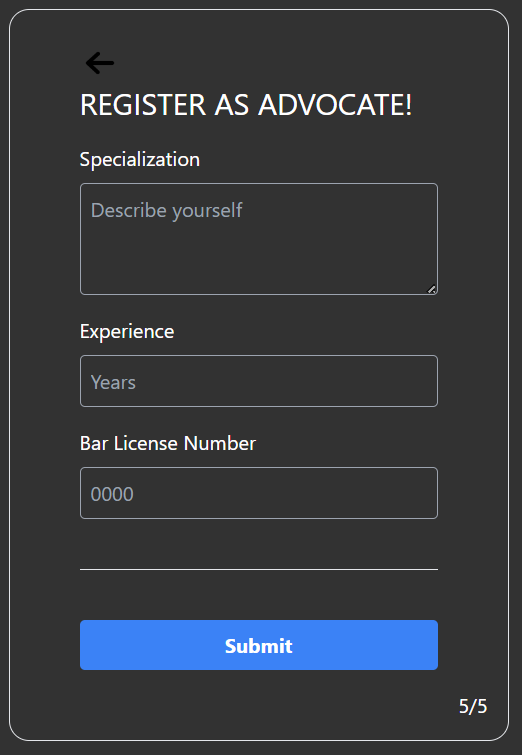 REGISTER AS ADVOCATE!
Specialization
Describe yourself
Experience
Years
Bar License Number
0000
Submit
5/5